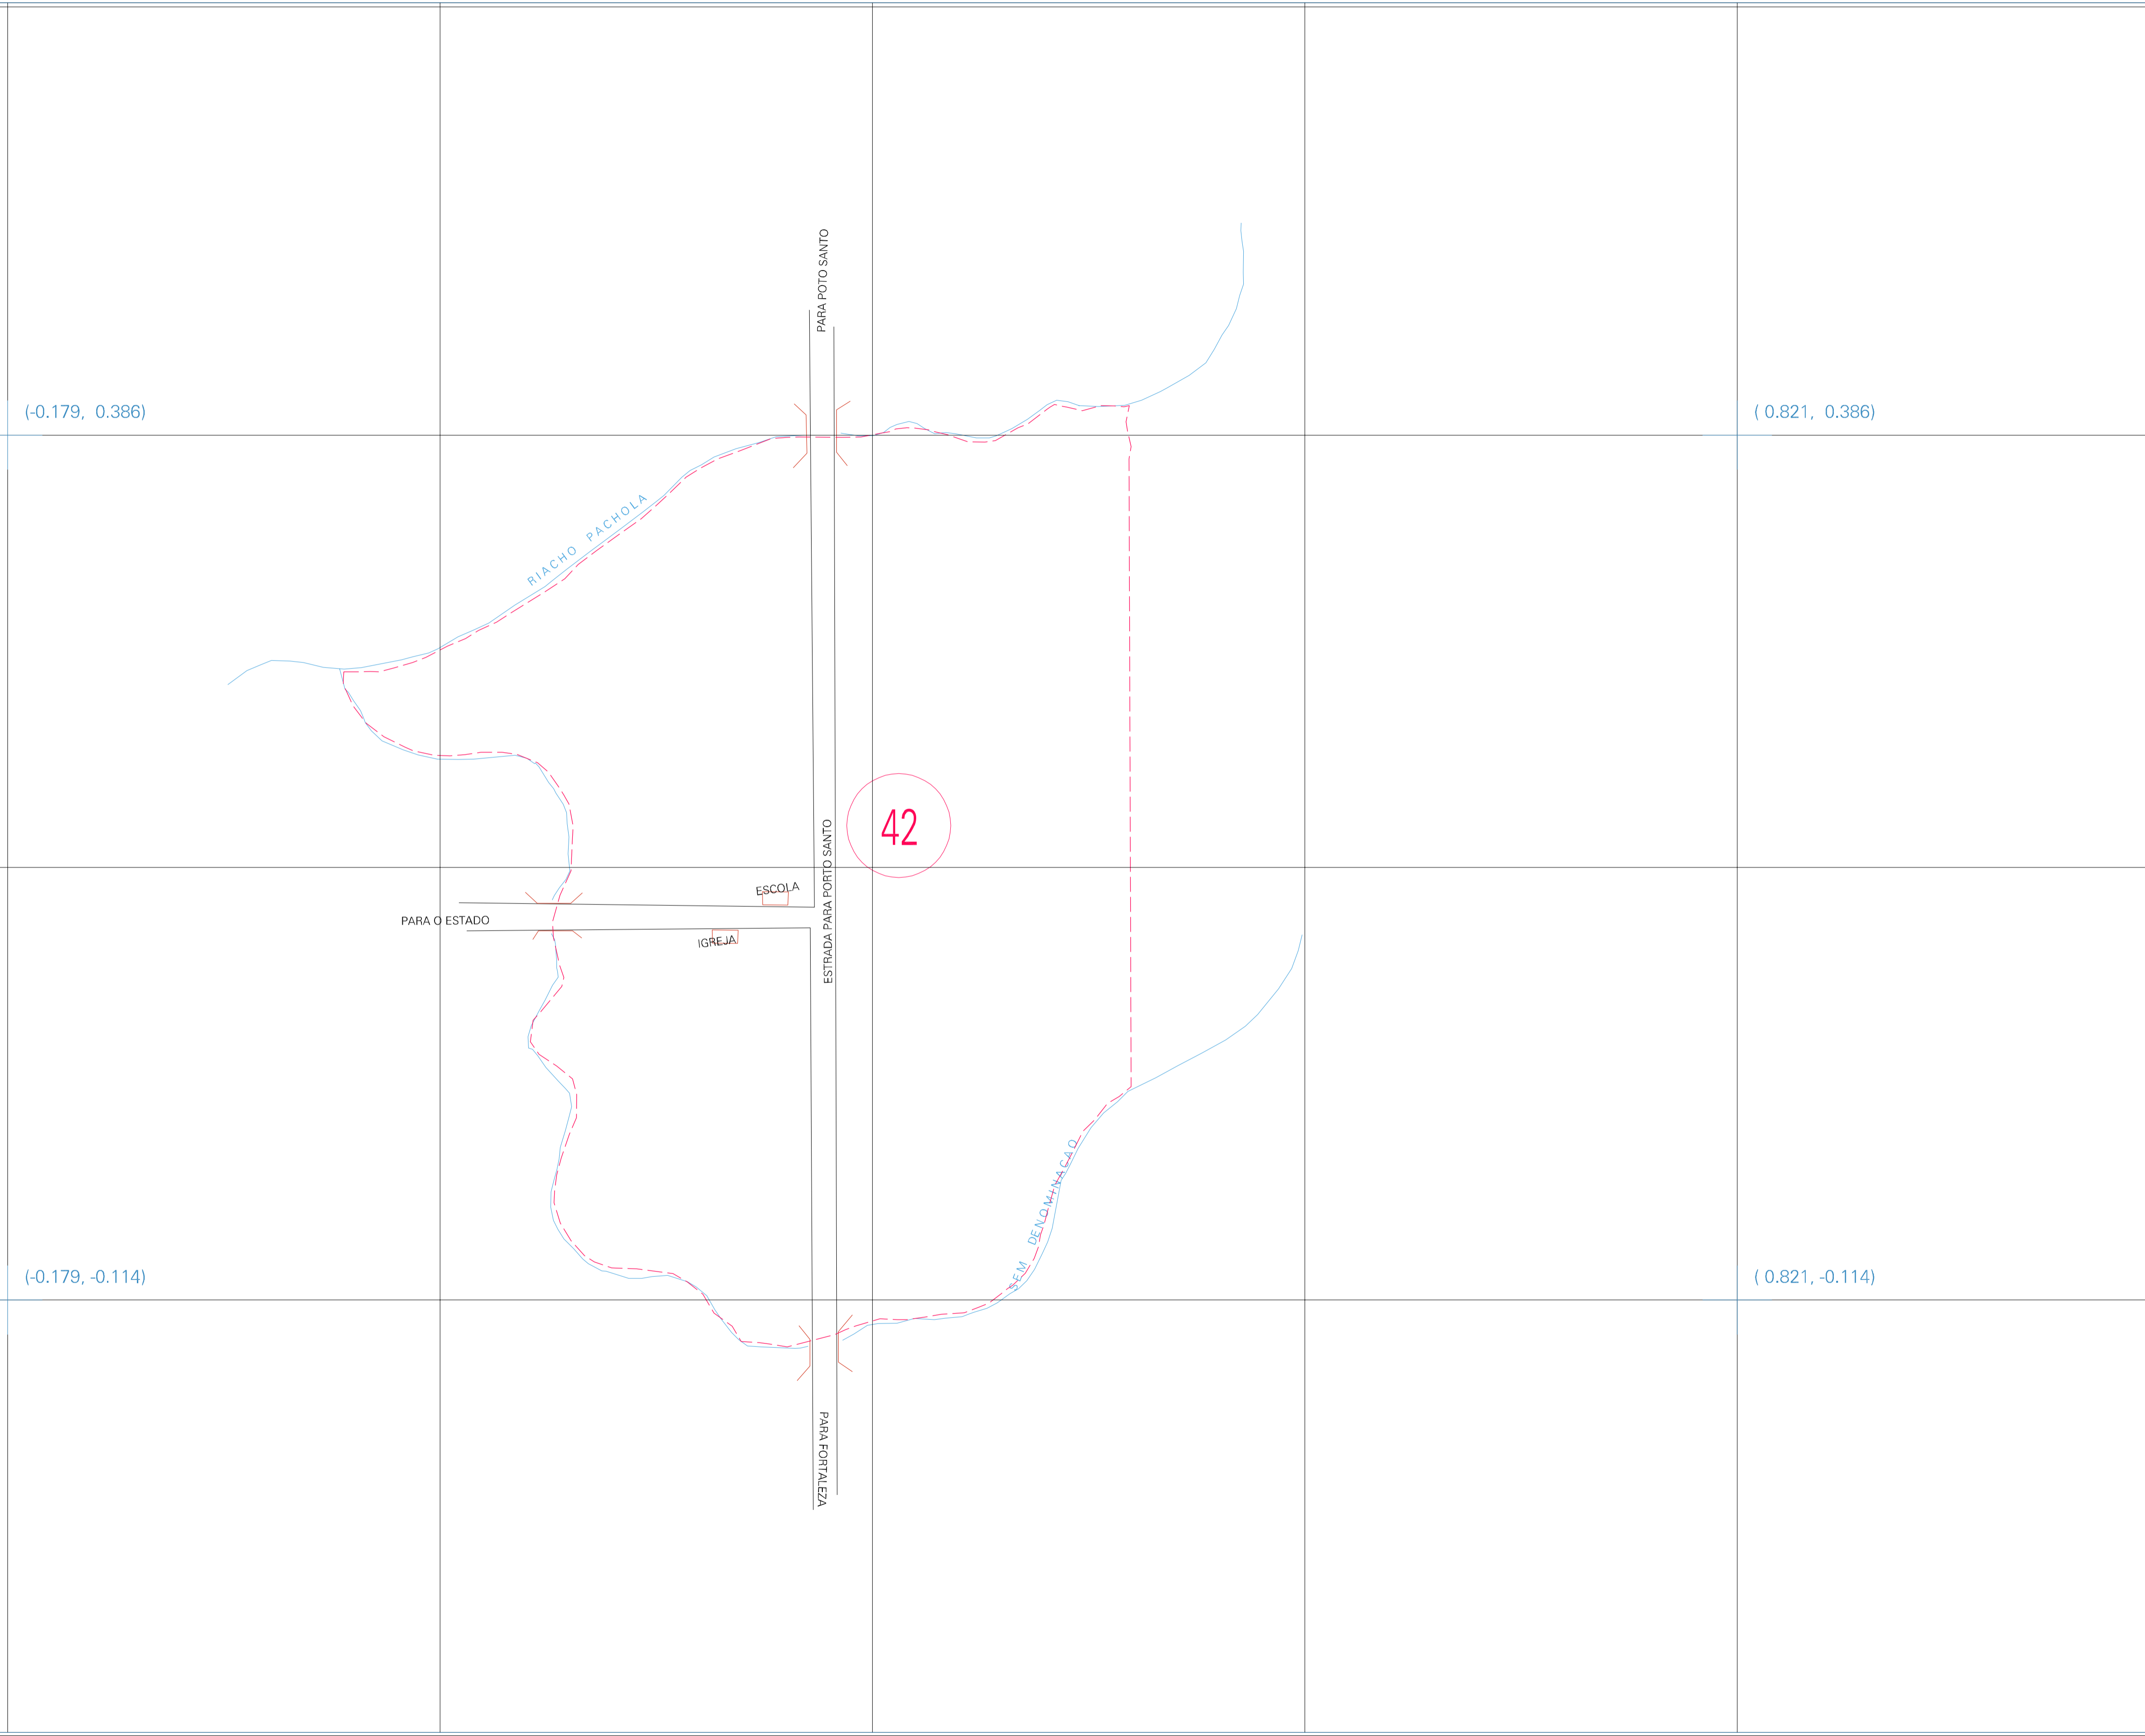 PARA POTO SANTO
(-0.179, 0.386)
( 0.821, 0.386)
RIACHO PACHOLA
42
ESTRADA PARA PORTO SANTO
ESCOLA
PARA O ESTADO
IGREJA
SEM DENOMINACAO
(-0.179, -0.114)
( 0.821, -0.114)
PARA FORTALEZA